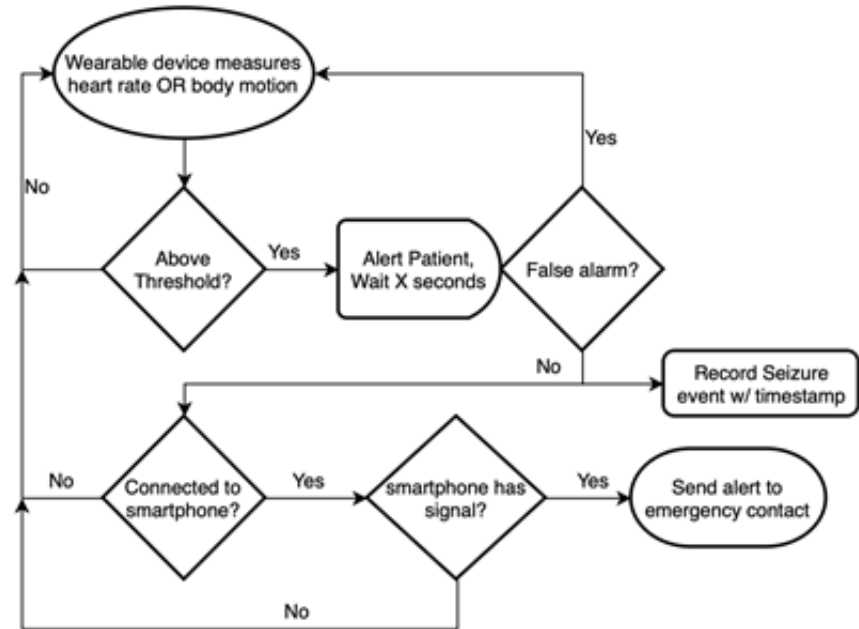 Wearable device measures
heart rate OR body motion
Yes
No
Above
Threshold?
Yes
Alert Patient,
Wait X seconds
False alarm?
No
Record Seizure
event w/ timestamp
No
Connected to
smartphone?
Yes
smartphone has
signal?
Yes
Send alert to
emergency contact
No